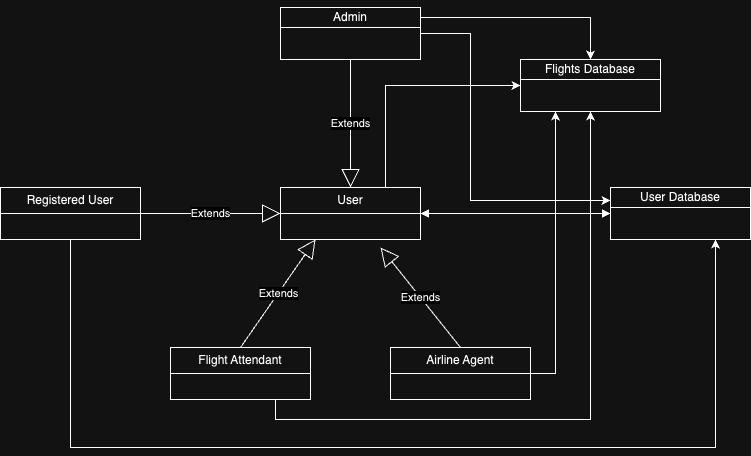 Admin
Flights Database
Extends
Registered User
Extends
User
User Database
Extends
Extends
Flight Attendant
Airline Agent